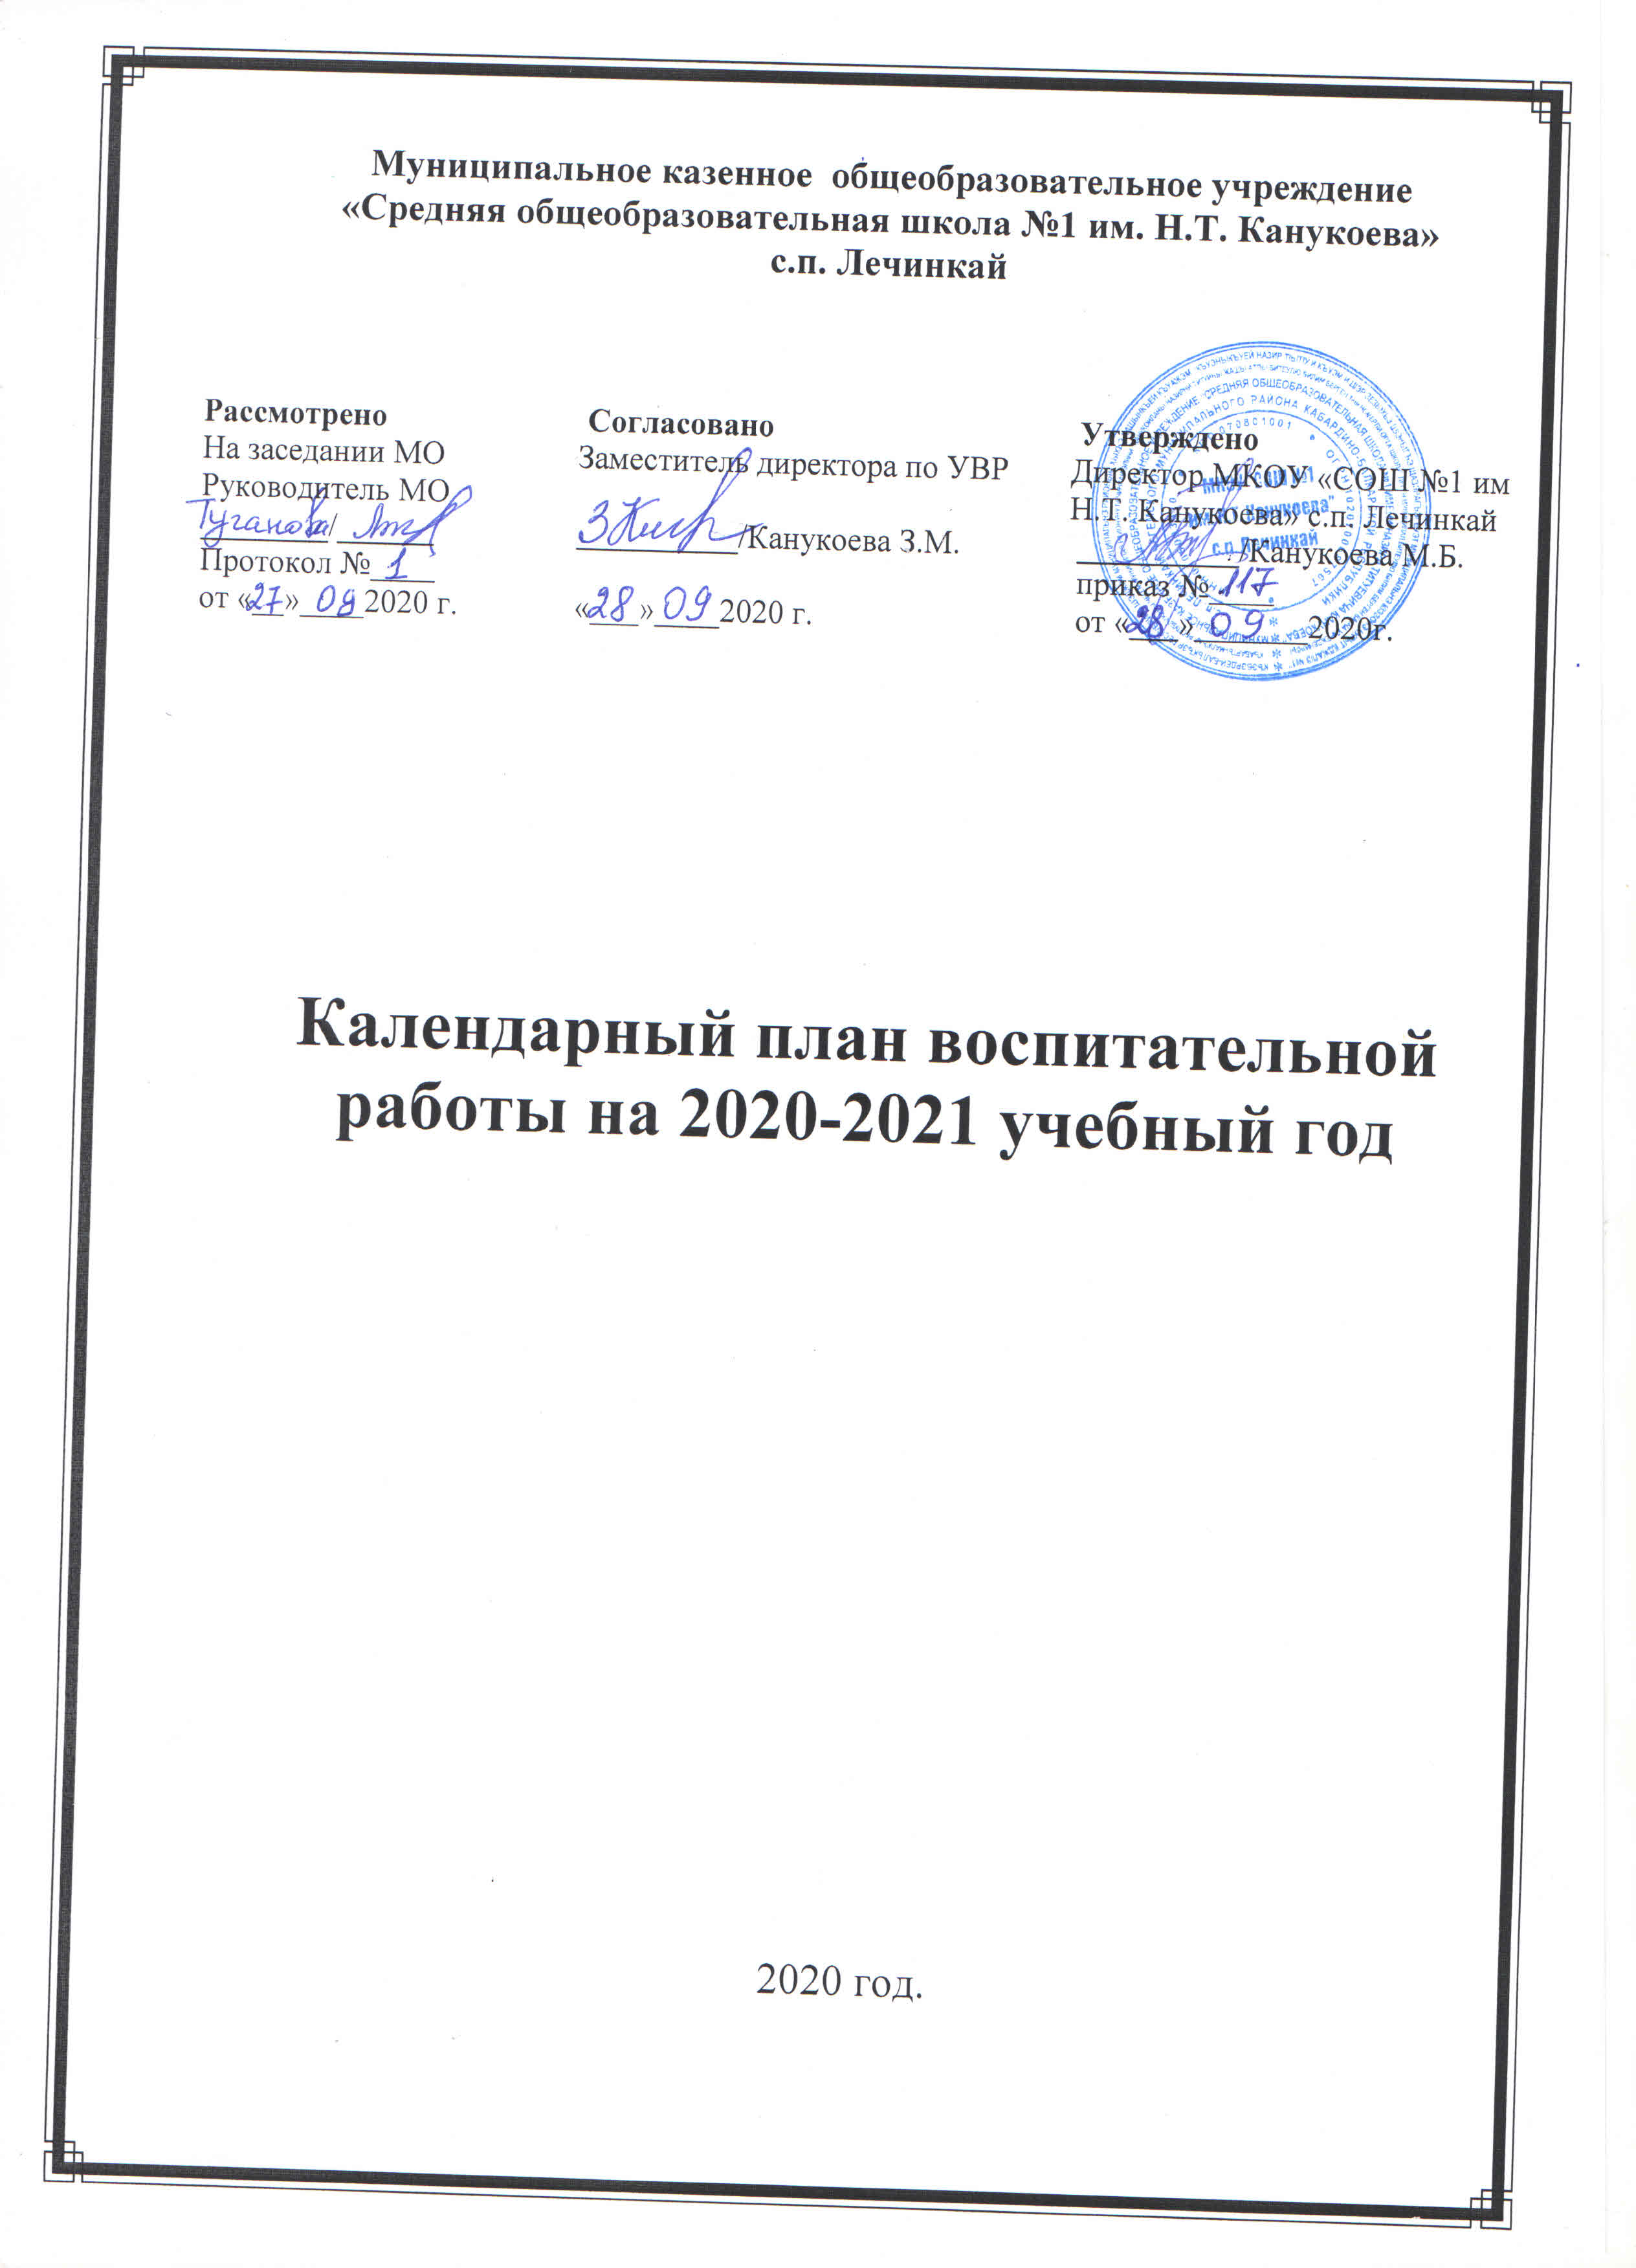 Муниципальное казенное общеобразовательное учреждение
«Средняя общеобразовательная школа №1 им. Н.Т. Канукоева»
с.п. Лечинкай
Рассмотрено
На заседании МО
Руководитель МО
Туганова/
Протокол № 1
от «27» 09 2020 г.
Согласовано
Заместитель директора по УВР
/Канукоева З.М.
«28» 09 2020 г.
Утверждено
Директор МКОУ «СОШ №1 им
Н.Т. Канукоева» с.п. Лечинкай
/Канукоева М.Б.
приказ № 117
от «28» 09 2020г.
с.п. Лечинкай
Календарный план воспитательной
работы на 2020-2021 учебный год
2020 год.